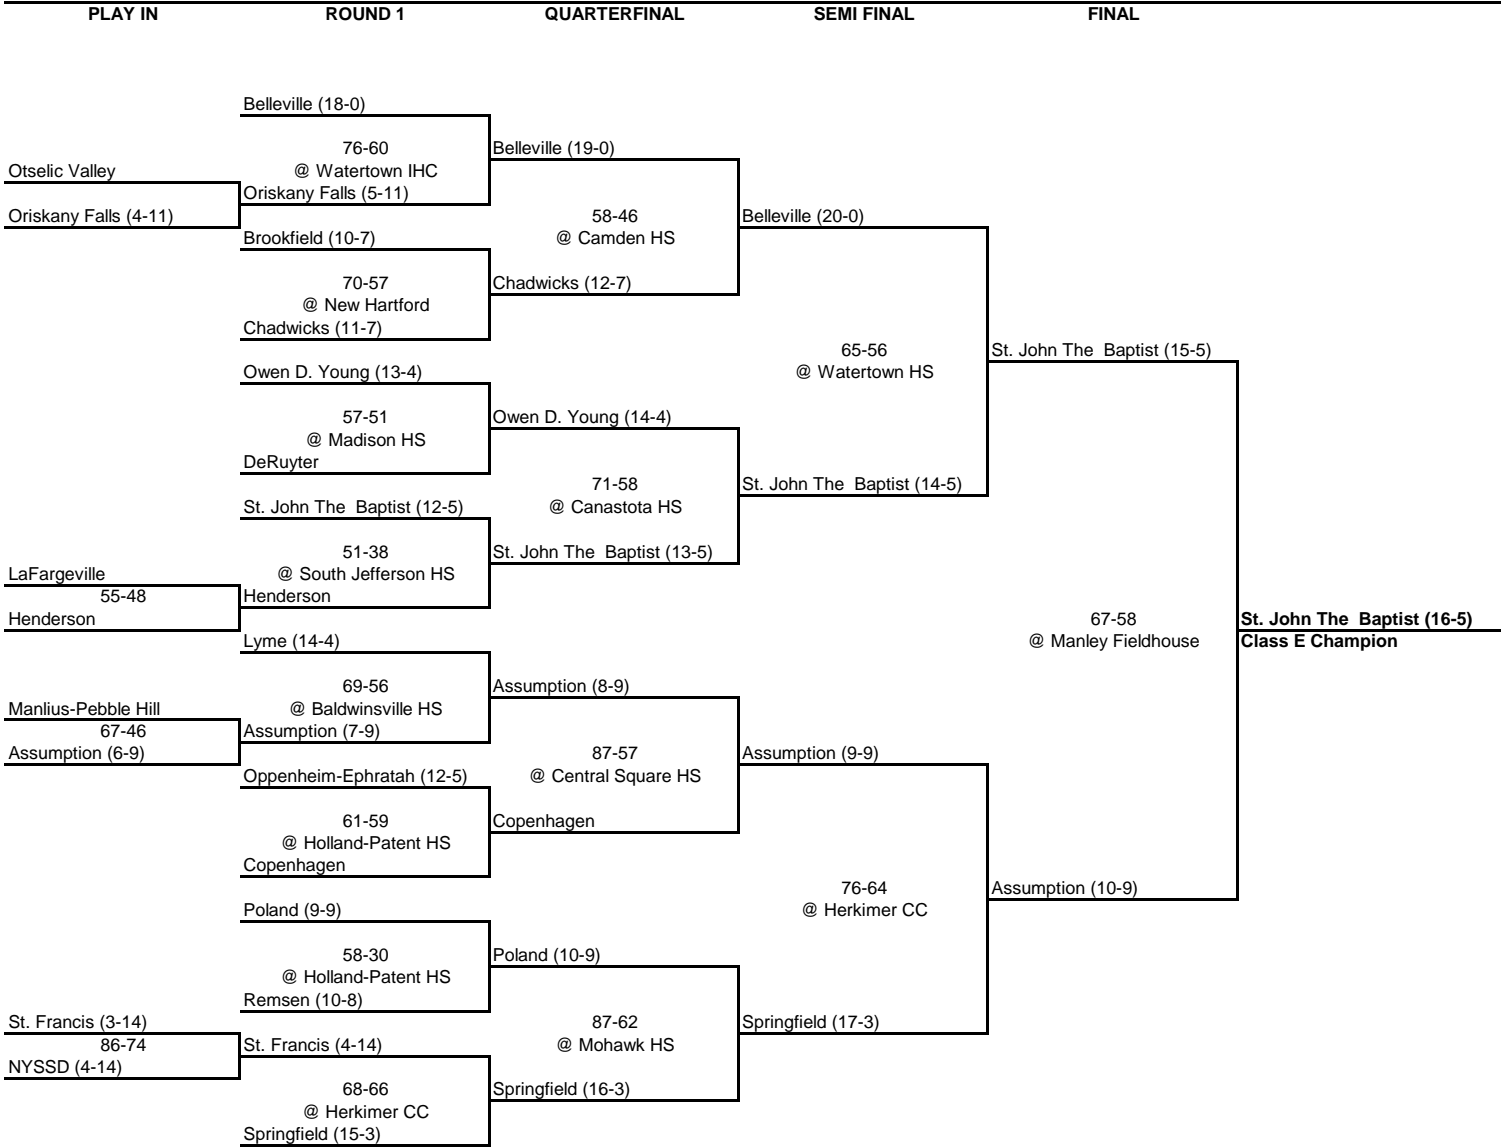 PLAY IN ROUND 1 QUARTERFINAL SEMI FINAL FINAL
Belleville (18-0)
76-60 Belleville (19-0)
Otselic Valley @ Watertown IHC
Oriskany Falls (5-11)
Oriskany Falls (4-11) 58-46 Belleville (20-0)
Brookfield (10-7) @ Camden HS
70-57 Chadwicks (12-7)
@ New Hartford
Chadwicks (11-7)
65-56 St. John The Baptist (15-5)
Owen D. Young (13-4) @ Watertown HS
57-51 Owen D. Young (14-4)
@ Madison HS
DeRuyter
71-58 St. John The Baptist (14-5)
St. John The Baptist (12-5) @ Canastota HS
51-38 St. John The Baptist (13-5)
LaFargeville @ South Jefferson HS
55-48 Henderson
Henderson 67-58 St. John The Baptist (16-5)
Lyme (14-4) @ Manley Fieldhouse Class E Champion
69-56 Assumption (8-9)
Manlius-Pebble Hill @ Baldwinsville HS
67-46 Assumption (7-9)
Assumption (6-9) 87-57 Assumption (9-9)
Oppenheim-Ephratah (12-5) @ Central Square HS
61-59 Copenhagen
@ Holland-Patent HS
Copenhagen
76-64 Assumption (10-9)
Poland (9-9) @ Herkimer CC
58-30 Poland (10-9)
@ Holland-Patent HS
Remsen (10-8)
St. Francis (3-14) 87-62 Springfield (17-3)
86-74 St. Francis (4-14) @ Mohawk HS
NYSSD (4-14)
68-66 Springfield (16-3)
@ Herkimer CC
Springfield (15-3)